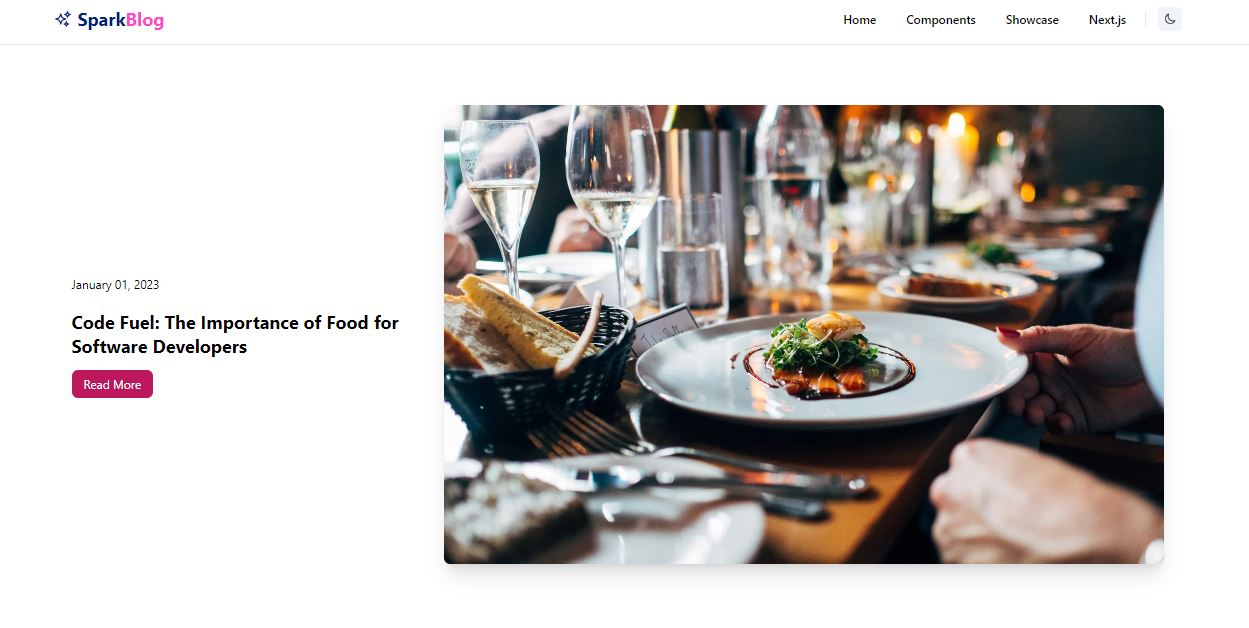 SparkBlog
Home Components Showcase Next.js
January 01, 2023
Code Fuel: The Importance of Food for
Software Developers
Read More